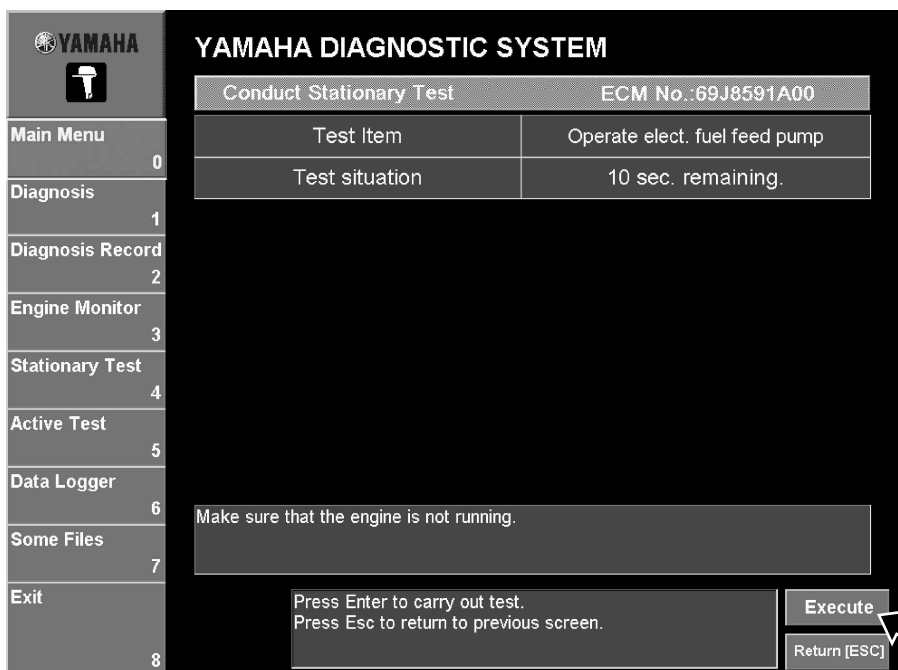 YAMAHA
YAMAHA DIAGNOSTIC SYSTEM
Conduct Stationary Test ECM No.:69J8591A00
Test Item Operate elect. fuel feed pump
Test situation 10 sec. remaining.
Main Menu
0
Diagnosis
1
Diagnosis Record
2
Engine Monitor
3
Stationary Test
4
Active Test
5
Data Logger
6
Some Files
7
Exit
8
Make sure that the engine is not running.
Press Enter to carry out test.
Press Esc to return to previous screen.
Execute
Return [ESC]